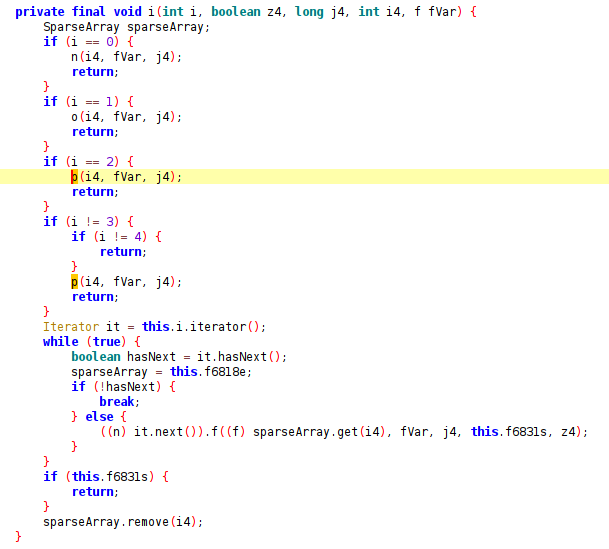 private final void i(int i, boolean z4, long j4, int i4, f fVar) {
    SparseArray sparseArray;
    if (i == 0) {
        n(i4, fVar, j4);
        return;
    }
    if (i == 1) {
        o(i4, fVar, j4);
        return;
    }
    if (i == 2) {
        p(i4, fVar, j4);
        return;
    }
    if (i != 3) {
        if (i != 4) {
            return;
        }
        p(i4, fVar, j4);
        return;
    }
    Iterator it = this.i.iterator();
    while (true) {
        boolean hasNext = it.hasNext();
        sparseArray = this.f6818e;
        if (!hasNext) {
            break;
        } else {
            ((n) it.next()).f((f) sparseArray.get(i4), fVar, j4, this.f6831s, z4);
        }
    }
    if (this.f6831s) {
        return;
    }
    sparseArray.remove(i4);
}